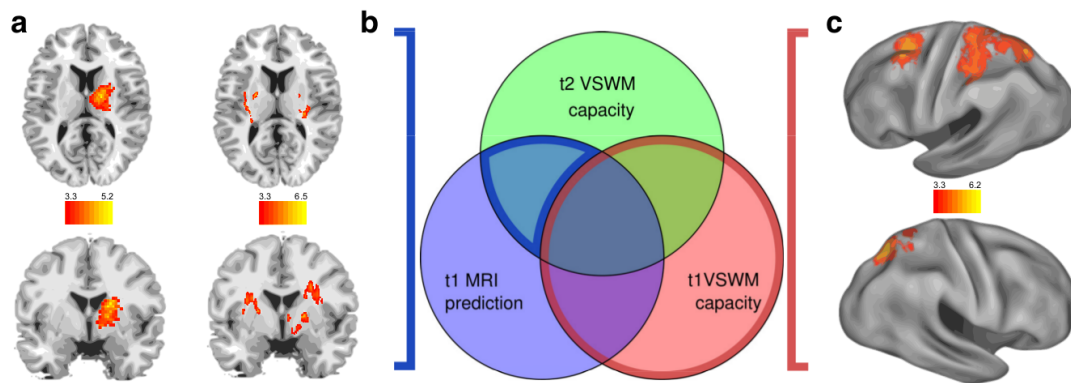 a
3.3 5.2
3.3 6.5
b
t2 VSWM
capacity
t1 MRI
prediction
t1VSWM
capacity
c
3.3 6.2